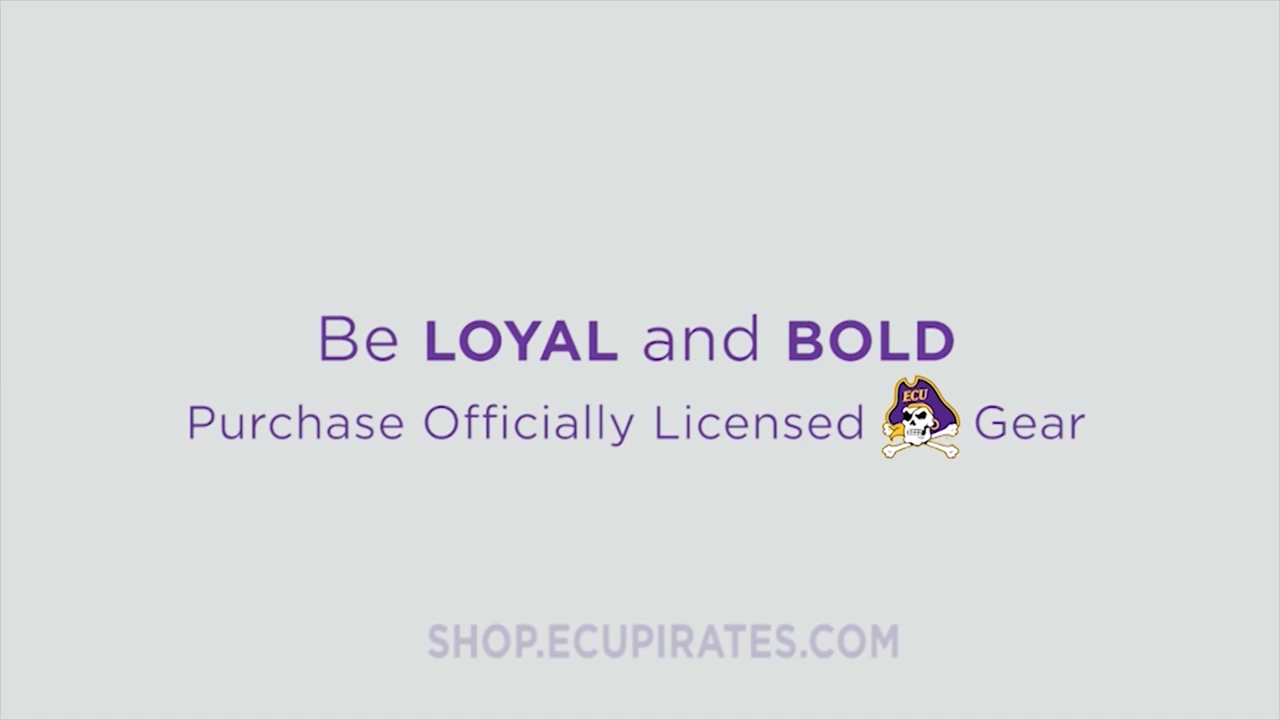 Be LOYAL and BOLD
Purchase Officially Licensed ECU Gear
SHOP.ECUPIRATES.COM